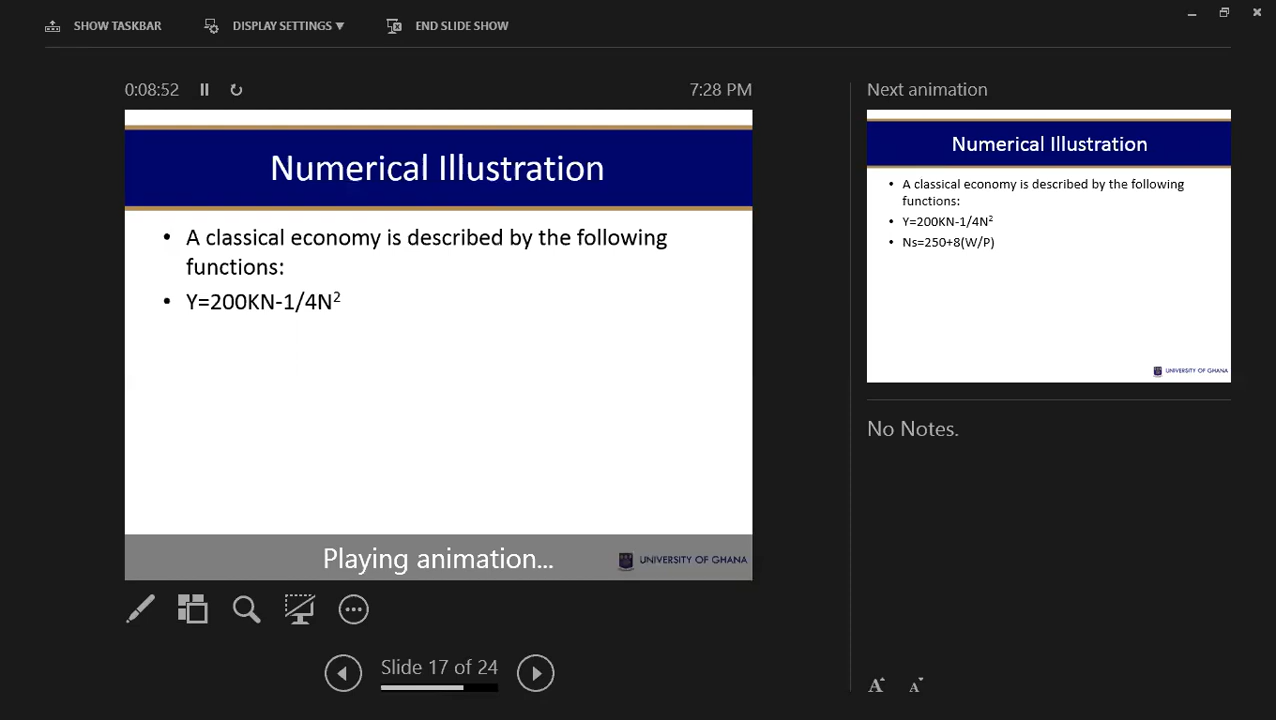 SHOW TASKBAR
DISPLAY SETTINGS ▼
END SLIDE SHOW
0:08:52
7:28 PM
Numerical Illustration
• A classical economy is described by the following
functions:
• Y=200KN-1/4N²
Playing animation...
UNIVERSITY OF GHANA
Slide 17 of 24
Next animation
Numerical Illustration
• A classical economy is described by the following
functions:
• Y=200KN-1/4N²
• Ns=250+8(W/P)
UNIVERSITY OF GHANA
No Notes.
A A